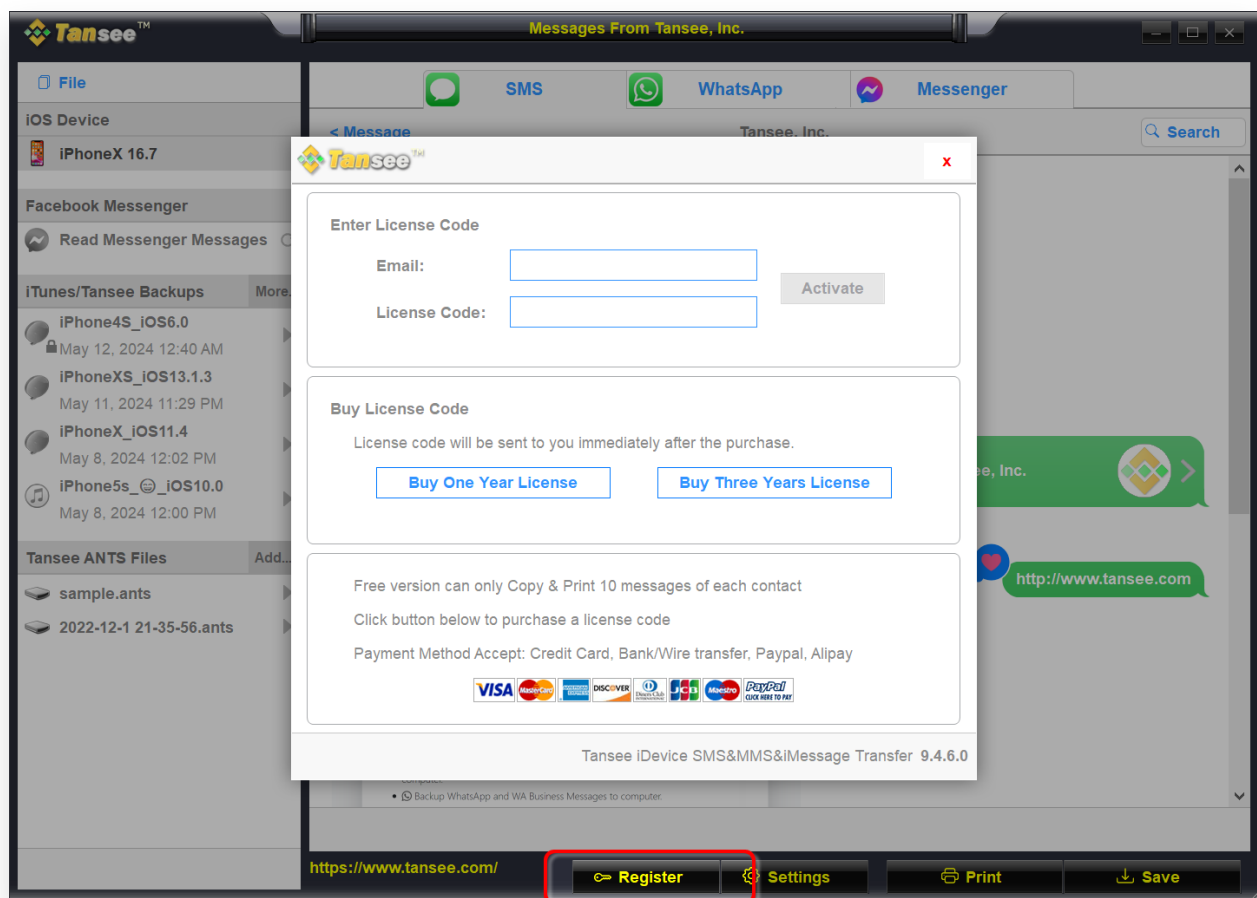 Tansee™
Messages From Tansee, Inc.
File
SMS
WhatsApp
Messenger
iOS Device
< Message
Tansee, Inc.
Search
iPhoneX 16.7
Facebook Messenger
Read Messenger Messages
iTunes/Tansee Backups More.
iPhone4S_iOS6.0
May 12, 2024 12:40 AM
iPhoneXS_iOS13.1.3
May 11, 2024 11:29 PM
iPhoneX_iOS11.4
May 8, 2024 12:02 PM
iPhone5s_😄_iOS10.0
May 8, 2024 12:00 PM
Tansee ANTS Files Add...
sample.ants
2022-12-1 21-35-56.ants
Tansee™
x
Enter License Code
Email:
Activate
License Code:
Buy License Code
License code will be sent to you immediately after the purchase.
Buy One Year License
Buy Three Years License
Free version can only Copy & Print 10 messages of each contact
Click button below to purchase a license code
Payment Method Accept: Credit Card, Bank/Wire transfer, Paypal, Alipay
VISA MasterCard DISCOVER JCB Maestro PayPal
CLICK HERE TO PAY
Tansee iDevice SMS&MMS&iMessage Transfer 9.4.6.0
ee, Inc.
http://www.tansee.com
• Backup WhatsApp and WA Business Messages to computer.
https://www.tansee.com/
Register
Settings
Print
Save